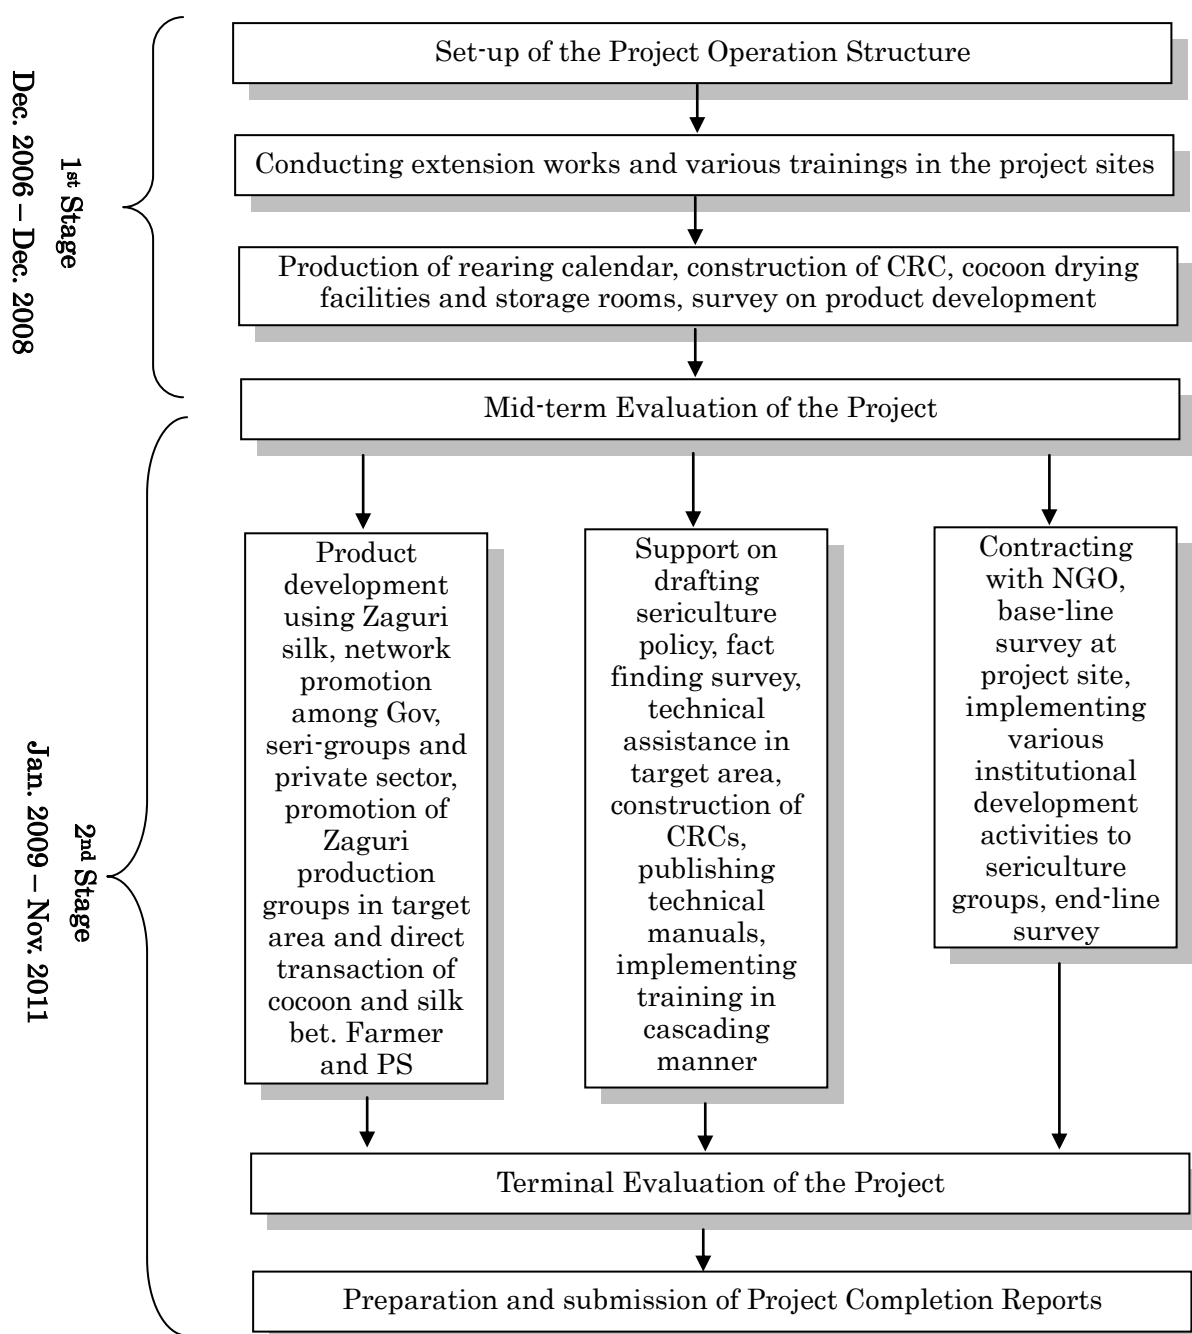 Set-up of the Project Operation Structure
Conducting extension works and various trainings in the project sites
Production of rearing calendar, construction of CRC, cocoon drying
facilities and storage rooms, survey on product development
Mid-term Evaluation of the Project
1st Stage
Dec. 2006 – Dec. 2008
Product
development
using Zaguri
silk, network
promotion
among Gov,
seri-groups and
private sector,
promotion of
Zaguri
production
groups in target
area and direct
transaction of
cocoon and silk
bet. Farmer
and PS
Support on
drafting
sericulture
policy, fact
finding survey,
technical
assistance in
target area,
construction of
CRCs,
publishing
technical
manuals,
implementing
training in
cascading
manner
Contracting
with NGO,
base-line
survey at
project site,
implementing
various
institutional
development
activities to
sericulture
groups, end-line
survey
2nd Stage
Jan. 2009 – Nov. 2011
Terminal Evaluation of the Project
Preparation and submission of Project Completion Reports